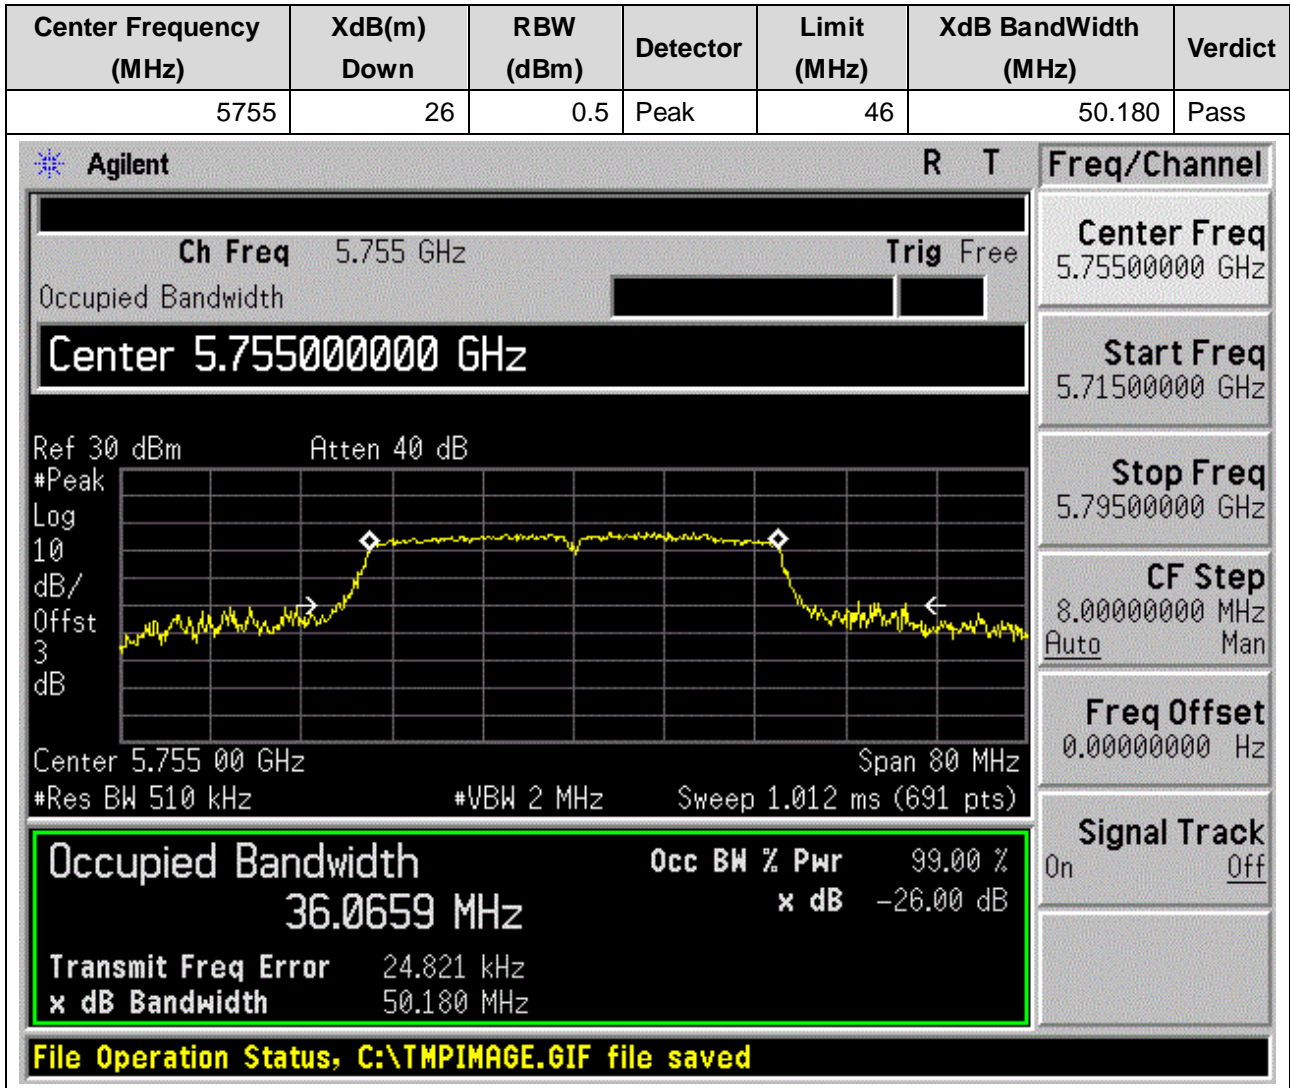 Center Frequency (MHz) XdB(m) Down RBW (dBm) Detector Limit (MHz) XdB BandWidth (MHz) Verdict
5755 26 0.5 Peak 46 50.180 Pass
Agilent R T
Ch Freq 5.755 GHz Trig Free
Occupied Bandwidth
Center 5.755000000 GHz
Ref 30 dBm Atten 40 dB
#Peak
Log
10
dB/
Offst
3
dB
Center 5.755 00 GHz Span 80 MHz
#Res BW 510 kHz #VBW 2 MHz Sweep 1.012 ms (691 pts)
Occupied Bandwidth
36.0659 MHz
Occ BW % Pwr 99.00 %
x dB -26.00 dB
Transmit Freq Error 24.821 kHz
x dB Bandwidth 50.180 MHz
File Operation Status, C:\TMPIMAGE.GIF file saved
Freq/Channel
Center Freq
5.75500000 GHz
Start Freq
5.71500000 GHz
Stop Freq
5.79500000 GHz
CF Step
8.00000000 MHz
Auto Man
Freq Offset
0.00000000 Hz
Signal Track
On Off